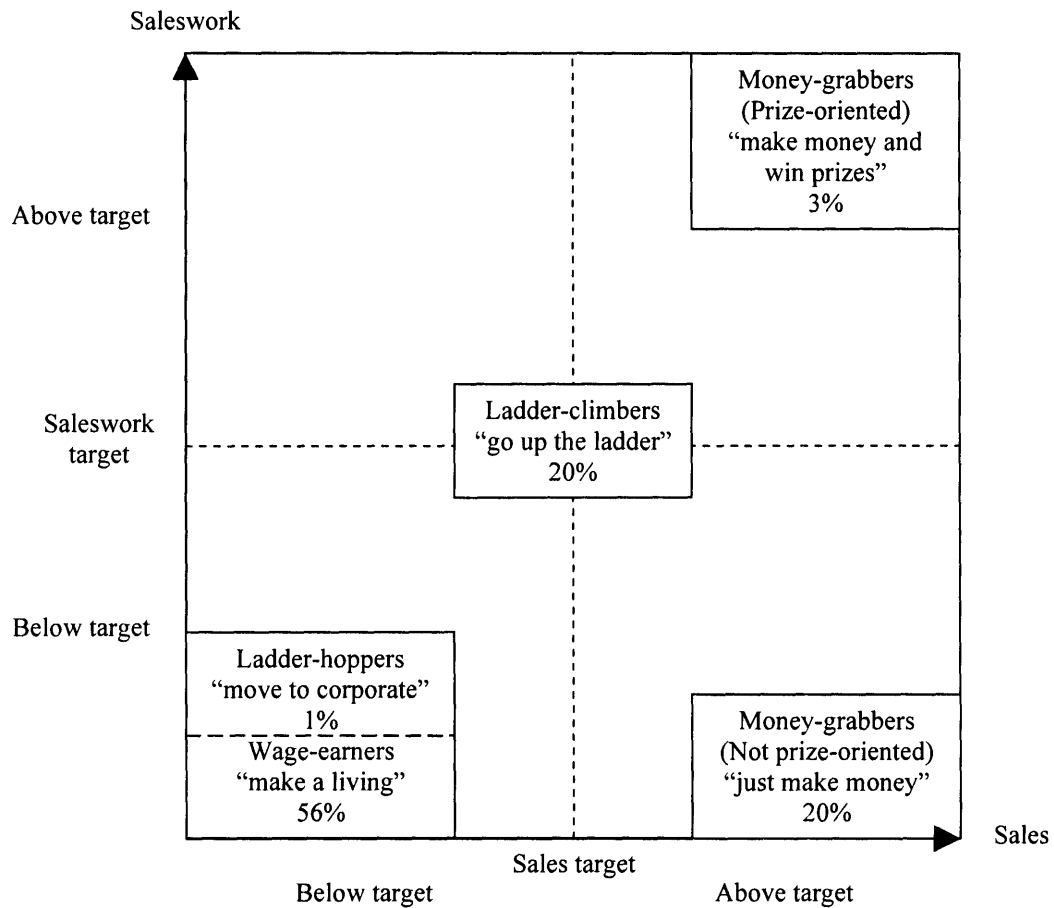 Saleswork
Money-grabbers
(Prize-oriented)
“make money and
win prizes”
3%
Above target
Ladder-climbers
“go up the ladder”
20%
Saleswork
target
Below target
Ladder-hoppers
“move to corporate”
1%
Wage-earners
“make a living”
56%
Money-grabbers
(Not prize-oriented)
“just make money”
20%
Sales
Sales target
Below target
Above target